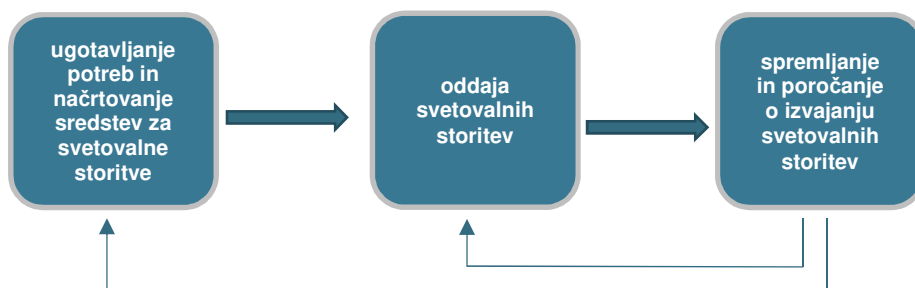 ugotavljanje
potreb in
načrtovanje
sredstev za
svetovalne
storitve
oddaja
svetovalnih
storitev
spremljanje
in poročanje
o izvajanju
svetovalnih
storitev